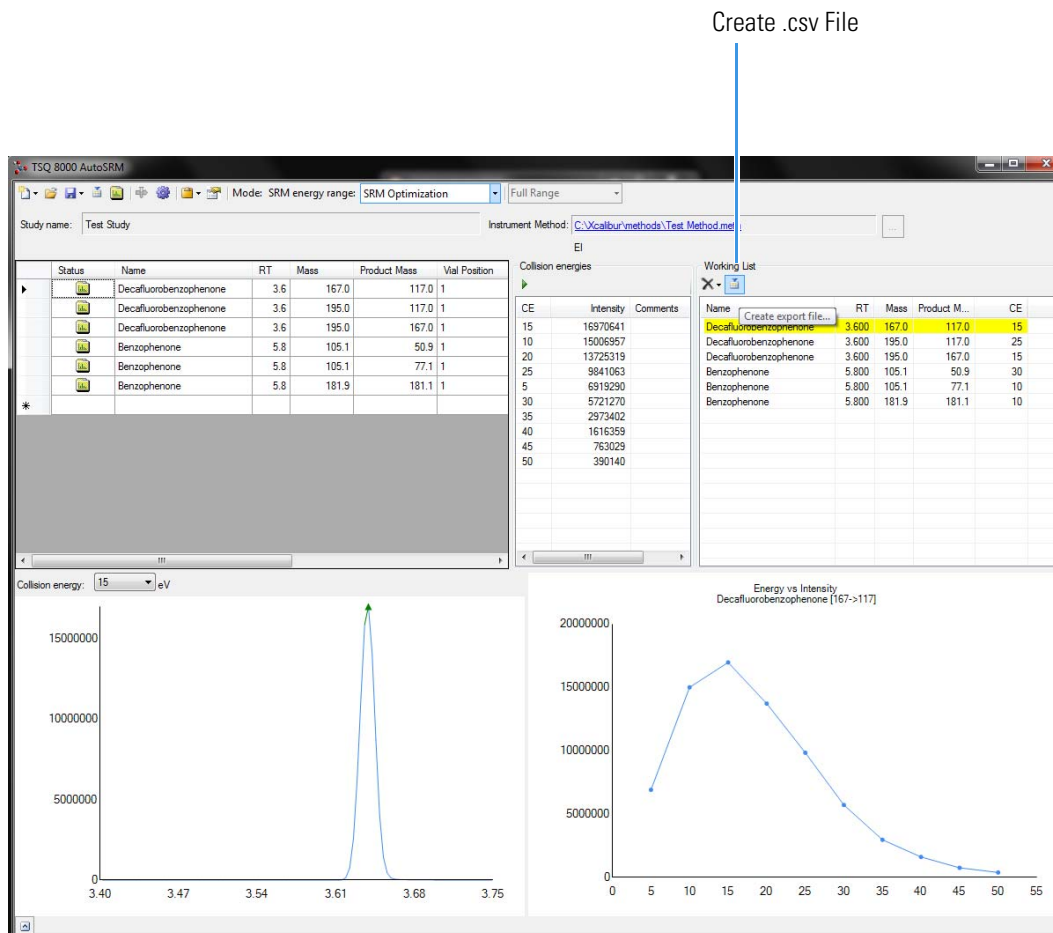 Create .csv File
TSQ 8000 AutoSRM
Mode: SRM energy range: SRM Optimization Full Range
Study name: Test Study Instrument Method: C:\Xcalibur\methods\Test Method.meth ...
EI
Status Name RT Mass Product Mass Vial Position
Decafluorobenzophenone 3.6 167.0 117.0 1
Decafluorobenzophenone 3.6 195.0 117.0 1
Decafluorobenzophenone 3.6 195.0 167.0 1
Benzophenone 5.8 105.1 50.9 1
Benzophenone 5.8 105.1 77.1 1
Benzophenone 5.8 181.9 181.1 1
Collision energies
CE Intensity Comments
15 16970641
10 15006957
20 13725319
25 9841063
5 6919290
30 5721270
35 2973402
40 1616359
45 763029
50 390140
Working List
Create export file...
Name RT Mass Product M... CE
Decafluorobenzophenone 3.600 167.0 117.0 15
Decafluorobenzophenone 3.600 195.0 117.0 25
Decafluorobenzophenone 3.600 195.0 167.0 15
Benzophenone 5.800 105.1 50.9 30
Benzophenone 5.800 105.1 77.1 10
Benzophenone 5.800 181.9 181.1 10
Collision energy: 15 eV
15000000
10000000
5000000
0
3.40 3.47 3.54 3.61 3.68 3.75
Energy vs Intensity
Decafluorobenzophenone [167->117]
20000000
15000000
10000000
5000000
0
0 5 10 15 20 25 30 35 40 45 50 55